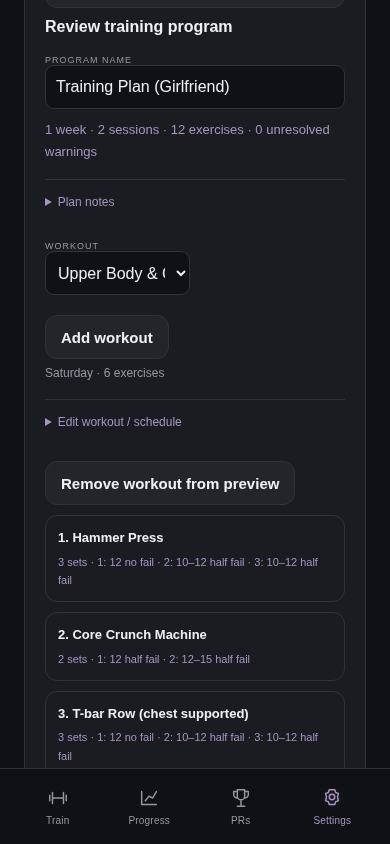 Review training program
PROGRAM NAME
Training Plan (Girlfriend)
1 week · 2 sessions · 12 exercises · 0 unresolved
warnings
Plan notes
WORKOUT
Upper Body &
Add workout
Saturday · 6 exercises
Edit workout / schedule
Remove workout from preview
1. Hammer Press
3 sets · 1: 12 no fail · 2: 10–12 half fail · 3: 10–12 half
fail
2. Core Crunch Machine
2 sets · 1: 12 half fail · 2: 12–15 half fail
3. T-bar Row (chest supported)
3 sets · 1: 12 no fail · 2: 10–12 half fail · 3: 10–12 half
fail
Train
Progress
PRs
Settings